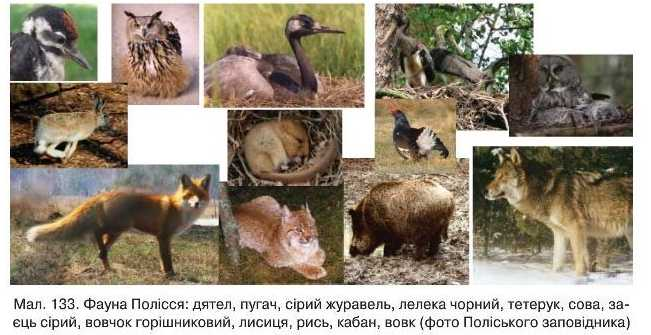 Мал. 133. Фауна Полісся: дятел, пугач, сірий журавель, лелека чорний, тетерук, сова, за-
єць сірий, вовчок горішниковий, лисиця, рись, кабан, вовк (фото Поліського заповідника)